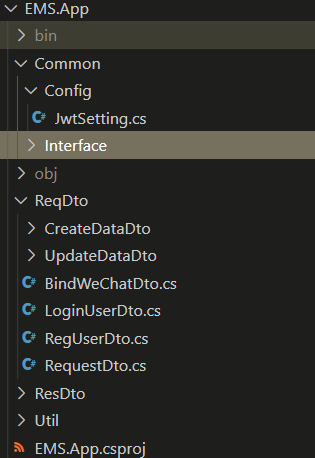 EMS.App
bin
Common
Config
JwtSetting.cs
Interface
obj
ReqDto
CreateDataDto
UpdateDataDto
BindWeChatDto.cs
LoginUserDto.cs
RegUserDto.cs
RequestDto.cs
ResDto
Util
EMS.App.csproj